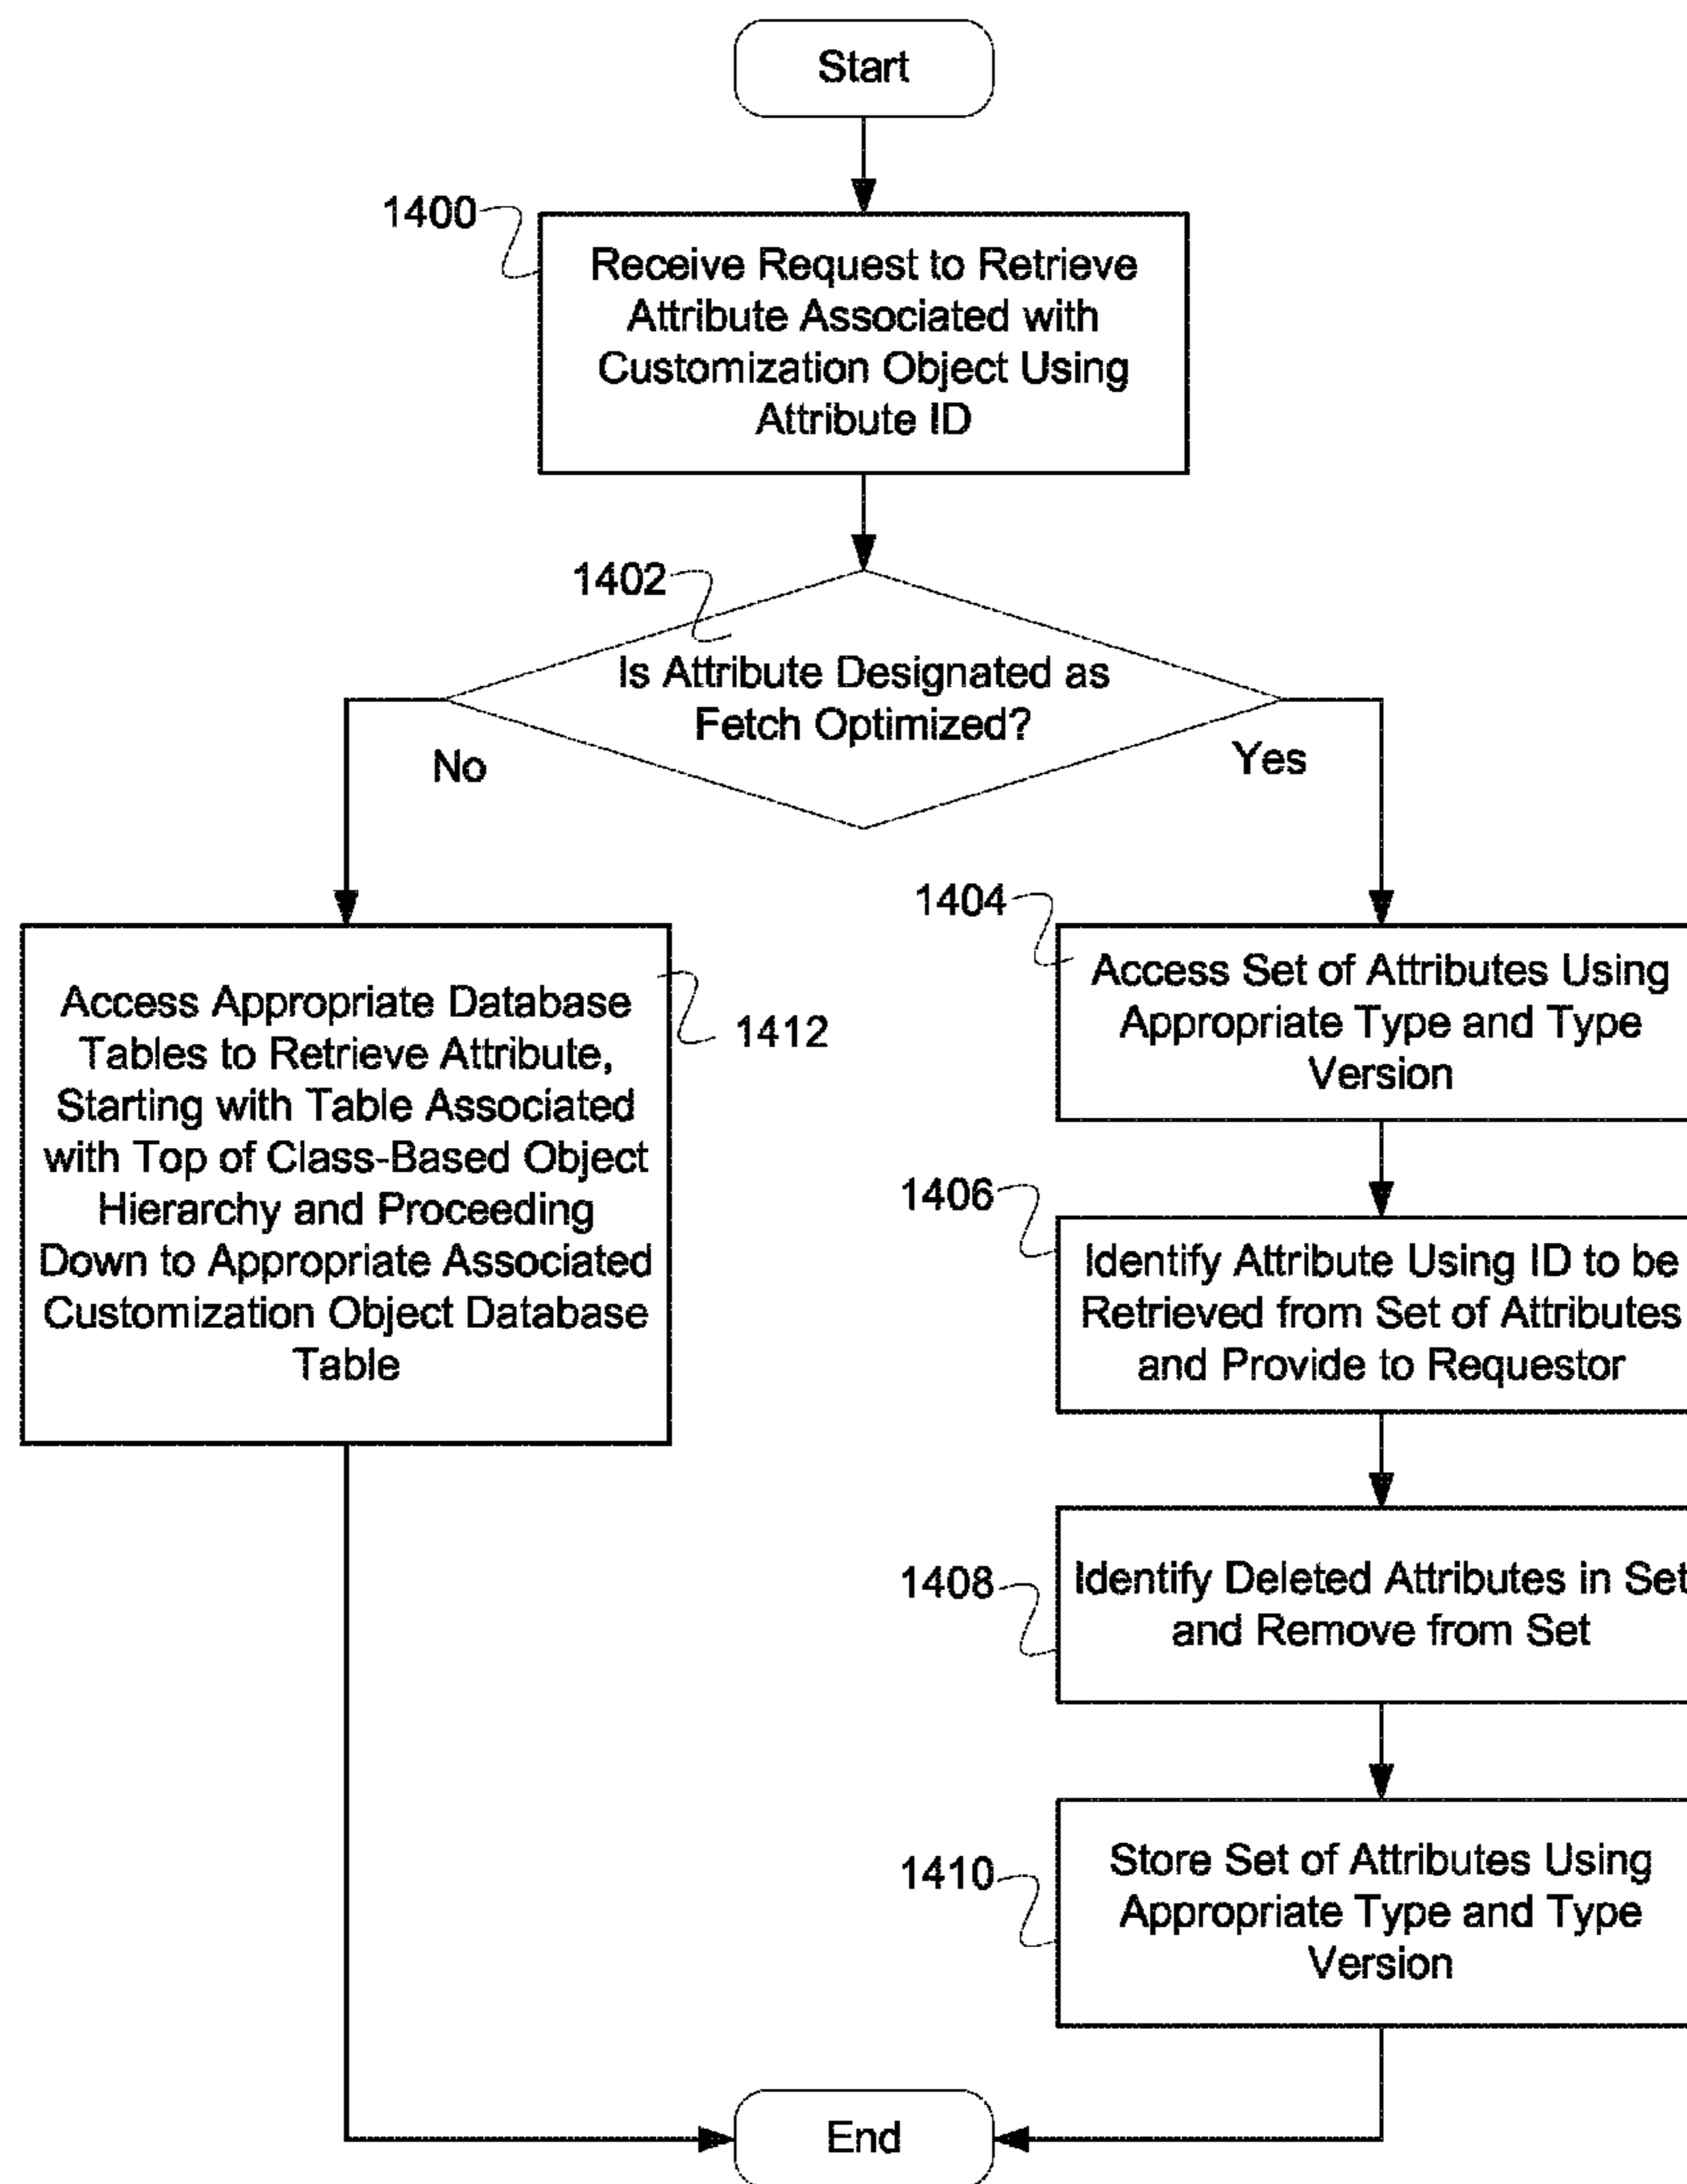 Start
1400
Receive Request to Retrieve
Attribute Associated with
Customization Object Using
Attribute ID
1402
Is Attribute Designated as
Fetch Optimized?
No
Yes
1412
Access Appropriate Database
Tables to Retrieve Attribute,
Starting with Table Associated
with Top of Class-Based Object
Hierarchy and Proceeding
Down to Appropriate Associated
Customization Object Database
Table
1404
Access Set of Attributes Using
Appropriate Type and Type
Version
1406
Identify Attribute Using ID to be
Retrieved from Set of Attributes
and Provide to Requestor
1408
Identify Deleted Attributes in Set
and Remove from Set
1410
Store Set of Attributes Using
Appropriate Type and Type
Version
End